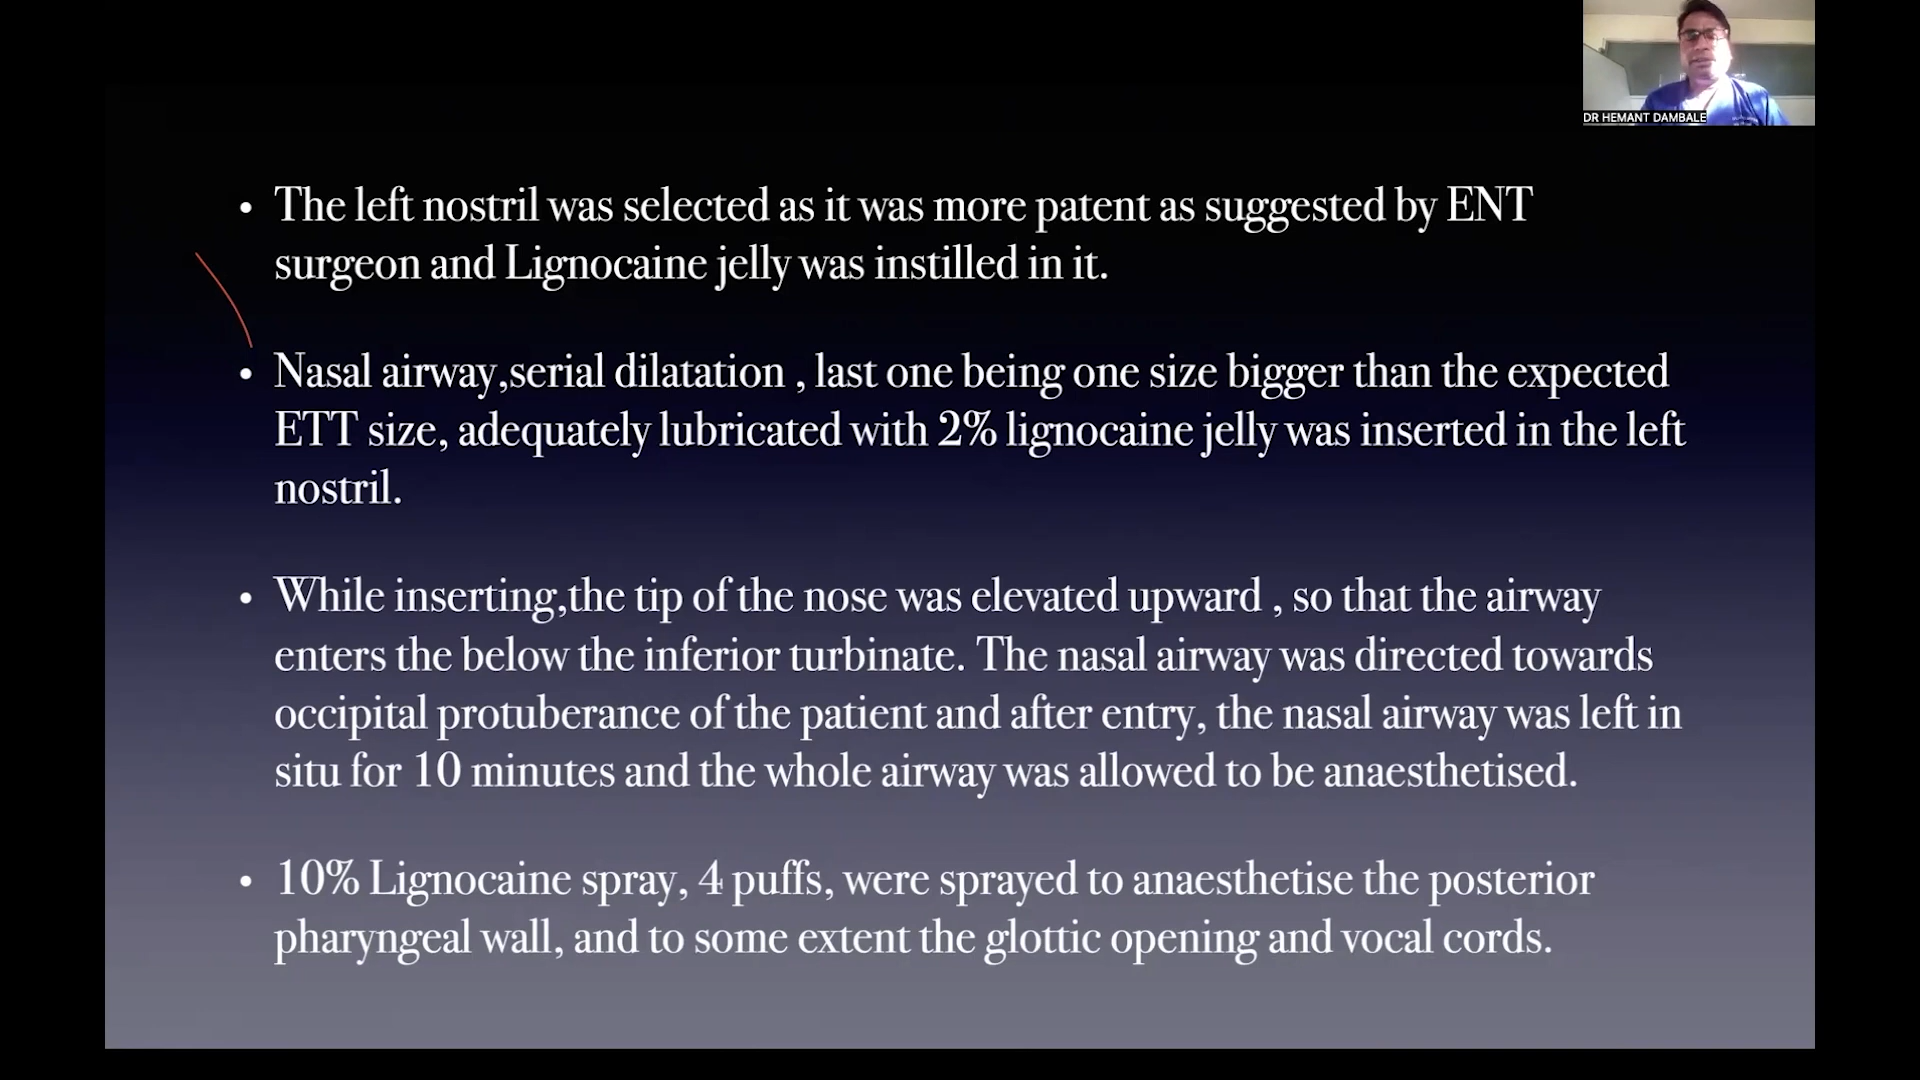 DR HEMANT DAMBALE
• The left nostril was selected as it was more patent as suggested by ENT
surgeon and Lignocaine jelly was instilled in it.
• Nasal airway,serial dilatation , last one being one size bigger than the expected
ETT size, adequately lubricated with 2% lignocaine jelly was inserted in the left
nostril.
• While inserting,the tip of the nose was elevated upward , so that the airway
enters the below the inferior turbinate. The nasal airway was directed towards
occipital protuberance of the patient and after entry, the nasal airway was left in
situ for 10 minutes and the whole airway was allowed to be anaesthetised.
• 10% Lignocaine spray, 4 puffs, were sprayed to anaesthetise the posterior
pharyngeal wall, and to some extent the glottic opening and vocal cords.